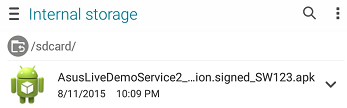 Internal storage
/sdcard/
AsusLiveDemoService2_...ion.signed_SW123.apk
8/11/2015 10:09 PM